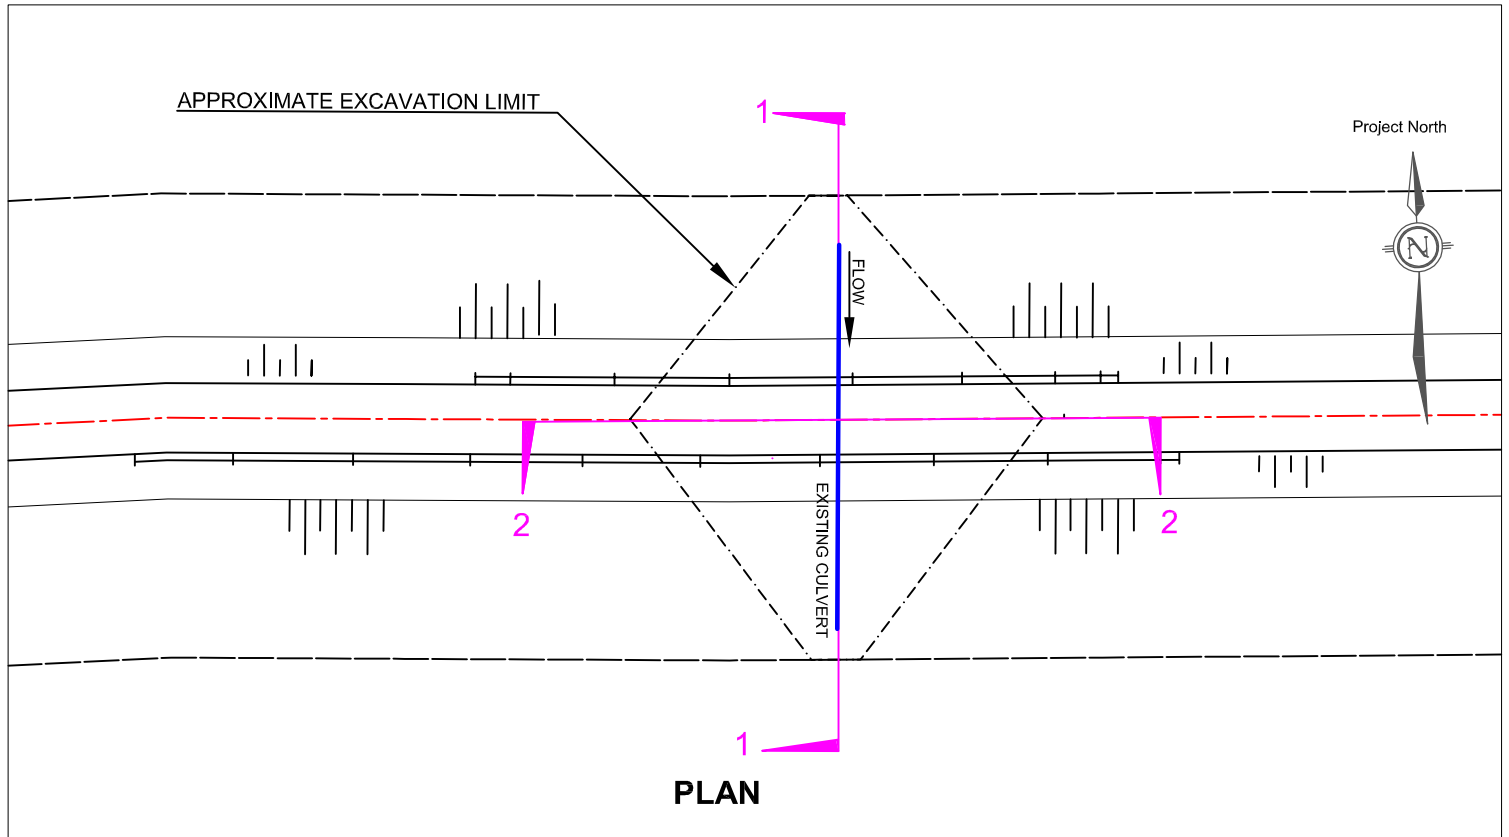 APPROXIMATE EXCAVATION LIMIT
1
Project North
N
FLOW
2
EXISTING CULVERT
2
1
PLAN